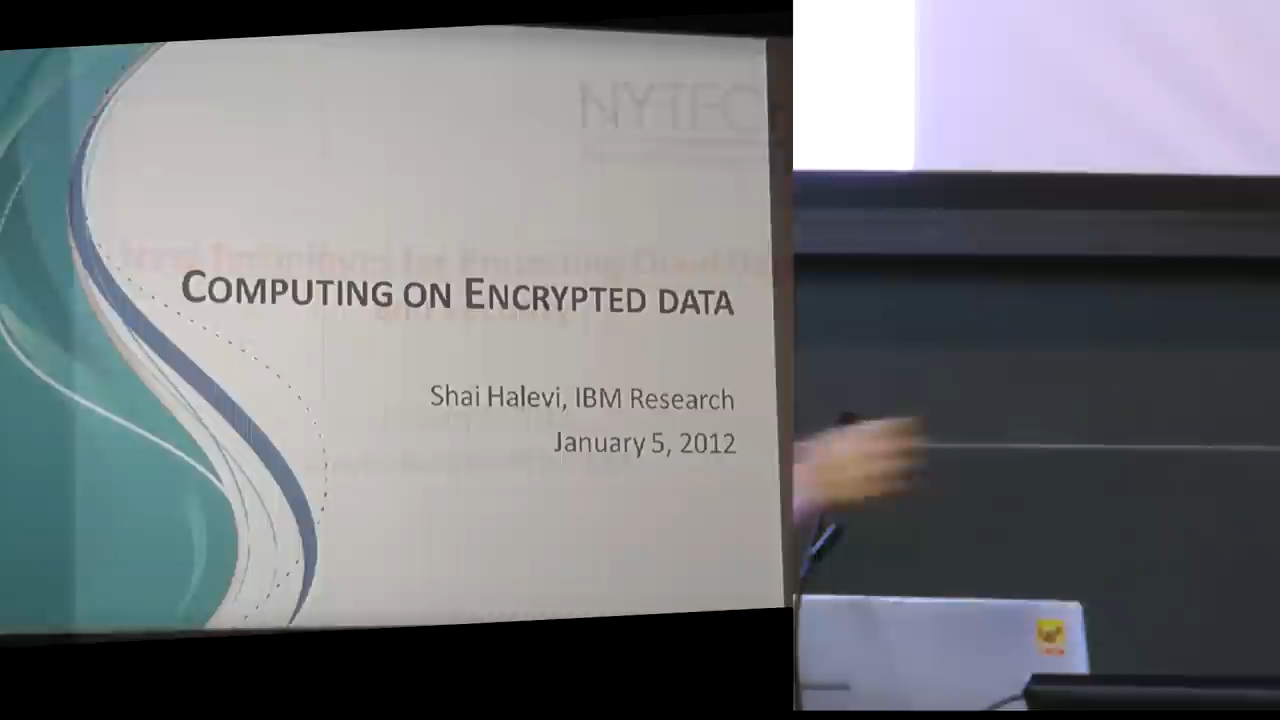 NYTEC
COMPUTING ON ENCRYPTED DATA
Shai Halevi, IBM Research
January 5, 2012